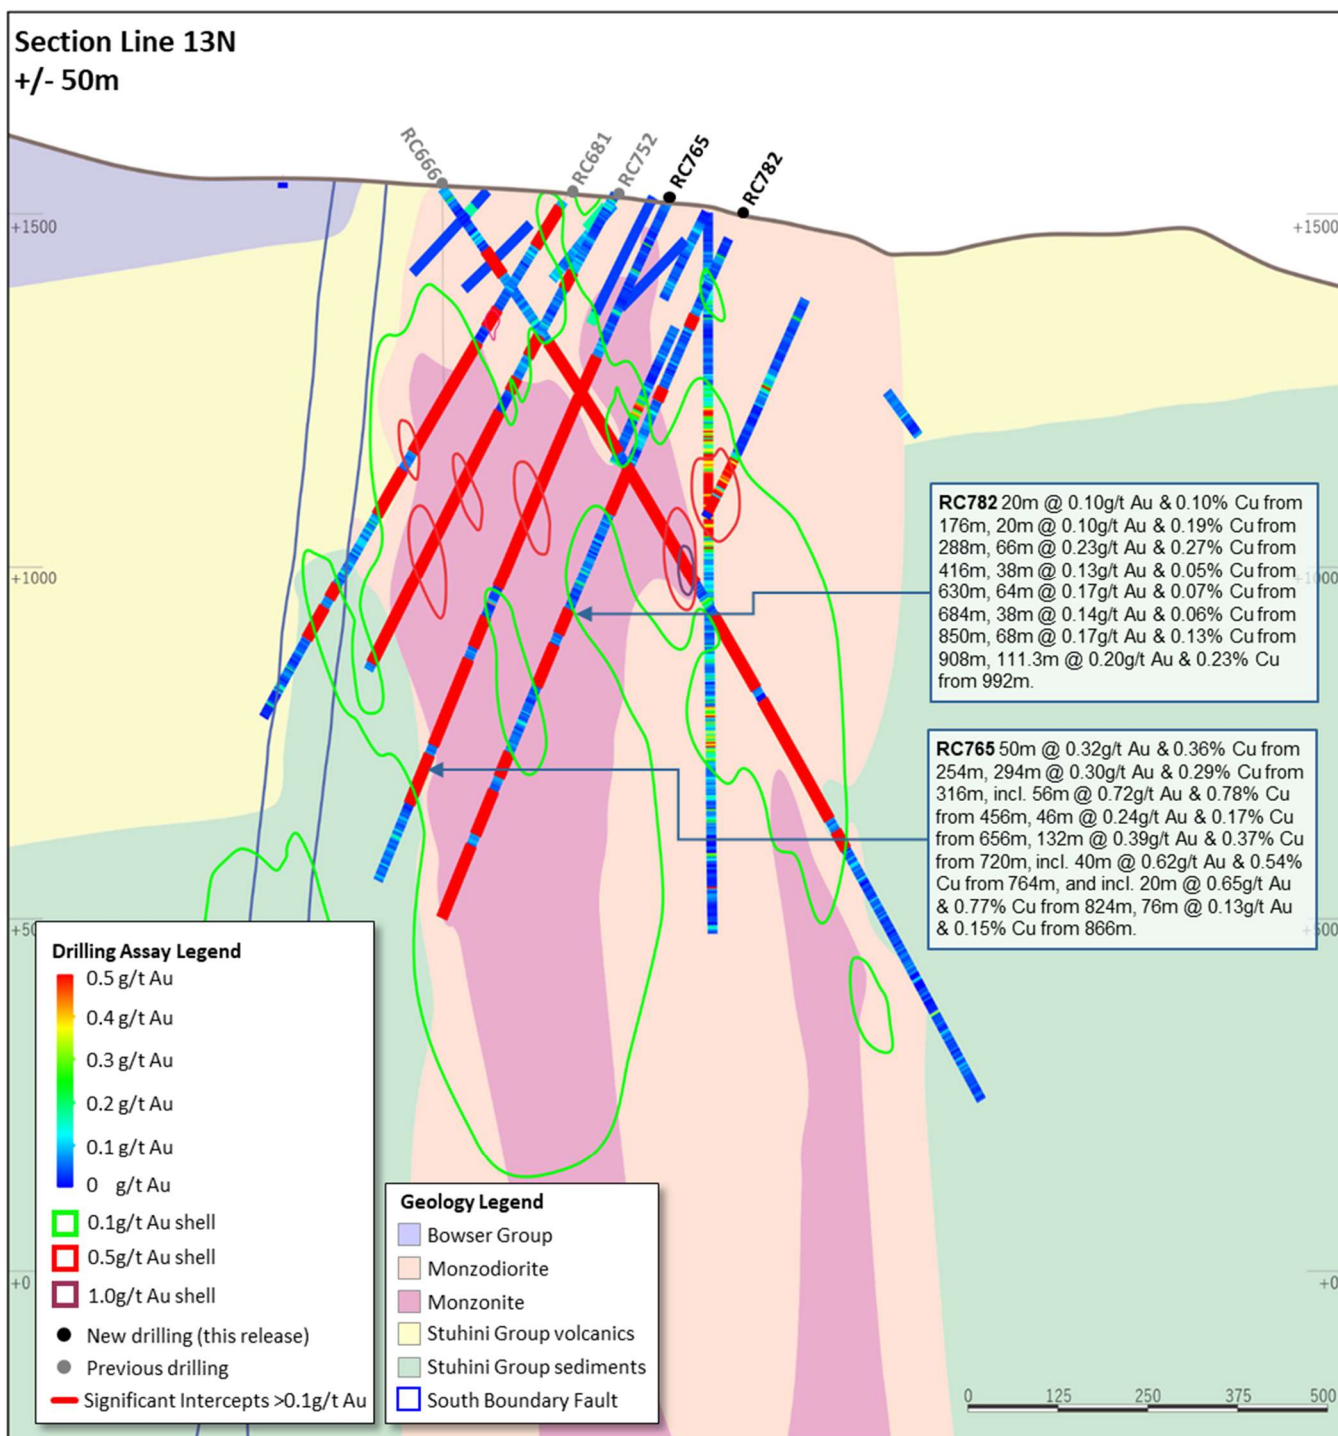 Section Line 13N
+/- 50m
RC666
RC681
RC752
RC765
RC782
+1500
+1500
+1000
+1000
RC782 20m @ 0.10g/t Au & 0.10% Cu from
176m, 20m @ 0.10g/t Au & 0.19% Cu from
288m, 66m @ 0.23g/t Au & 0.27% Cu from
416m, 38m @ 0.13g/t Au & 0.05% Cu from
630m, 64m @ 0.17g/t Au & 0.07% Cu from
684m, 38m @ 0.14g/t Au & 0.06% Cu from
850m, 68m @ 0.17g/t Au & 0.13% Cu from
908m, 111.3m @ 0.20g/t Au & 0.23% Cu
from 992m.
RC765 50m @ 0.32g/t Au & 0.36% Cu from
254m, 294m @ 0.30g/t Au & 0.29% Cu from
316m, incl. 56m @ 0.72g/t Au & 0.78% Cu
from 456m, 46m @ 0.24g/t Au & 0.17% Cu
from 656m, 132m @ 0.39g/t Au & 0.37% Cu
from 720m, incl. 40m @ 0.62g/t Au & 0.54%
Cu from 764m, and incl. 20m @ 0.65g/t Au
& 0.77% Cu from 824m, 76m @ 0.13g/t Au
& 0.15% Cu from 866m.
+500
Drilling Assay Legend
0.5 g/t Au
0.4 g/t Au
0.3 g/t Au
0.2 g/t Au
0.1 g/t Au
0 g/t Au
0.1g/t Au shell
0.5g/t Au shell
1.0g/t Au shell
New drilling (this release)
Previous drilling
Significant Intercepts >0.1g/t Au
Geology Legend
Bowser Group
Monzodiorite
Monzonite
Stuhini Group volcanics
Stuhini Group sediments
South Boundary Fault
+0
+0
0 125 250 375 500